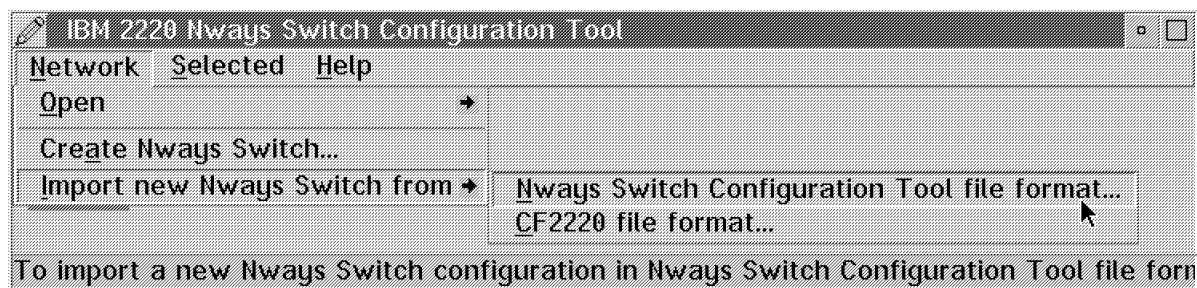 IBM 2220 Nways Switch Configuration Tool
Network Selected Help
Open
Create Nways Switch...
Import new Nways Switch from
Nways Switch Configuration Tool file format...
CF2220 file format...
To import a new Nways Switch configuration in Nways Switch Configuration Tool file